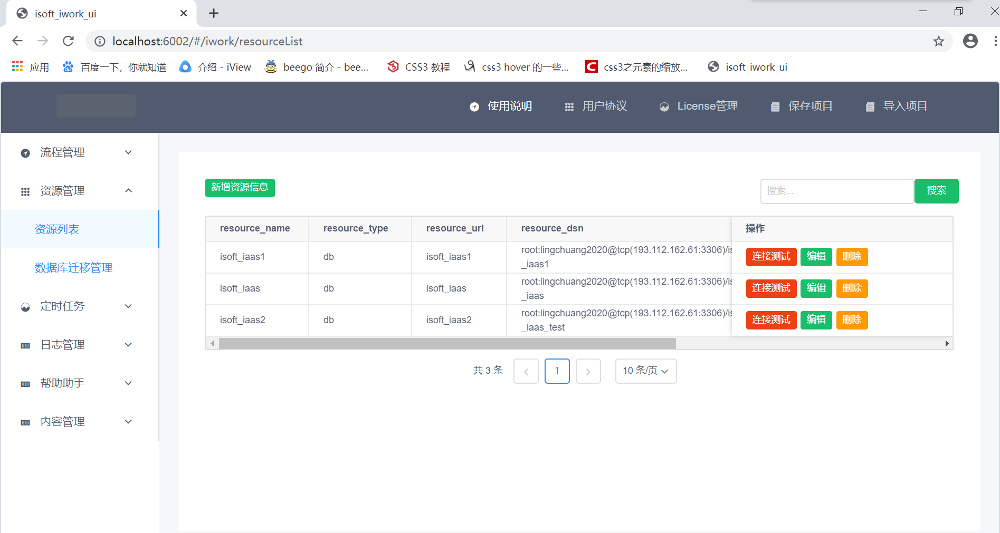 isoft_iwork_ui
localhost:6002/#/iwork/resourceList
应用 百度一下，你就知道 介绍 - iView beego 简介 - bee... CSS3 教程 css3 hover 的一些... css3之元素的缩放... isoft_iwork_ui
使用说明 用户协议 License管理 保存项目 导入项目
流程管理
资源管理
资源列表
数据库迁移管理
定时任务
日志管理
帮助助手
内容管理
新增资源信息 搜索... 搜索
resource_name resource_type resource_url resource_dsn 操作
isoft_iaas1 db isoft_iaas1 root:lingchuang2020@tcp(193.112.162.61:3306)/is
_iaas1 连接测试 编辑 删除
isoft_iaas db isoft_iaas root:lingchuang2020@tcp(193.112.162.61:3306)/is
_iaas 连接测试 编辑 删除
isoft_iaas2 db isoft_iaas2 root:lingchuang2020@tcp(193.112.162.61:3306)/is
_iaas_test 连接测试 编辑 删除
共 3 条 1 10 条/页